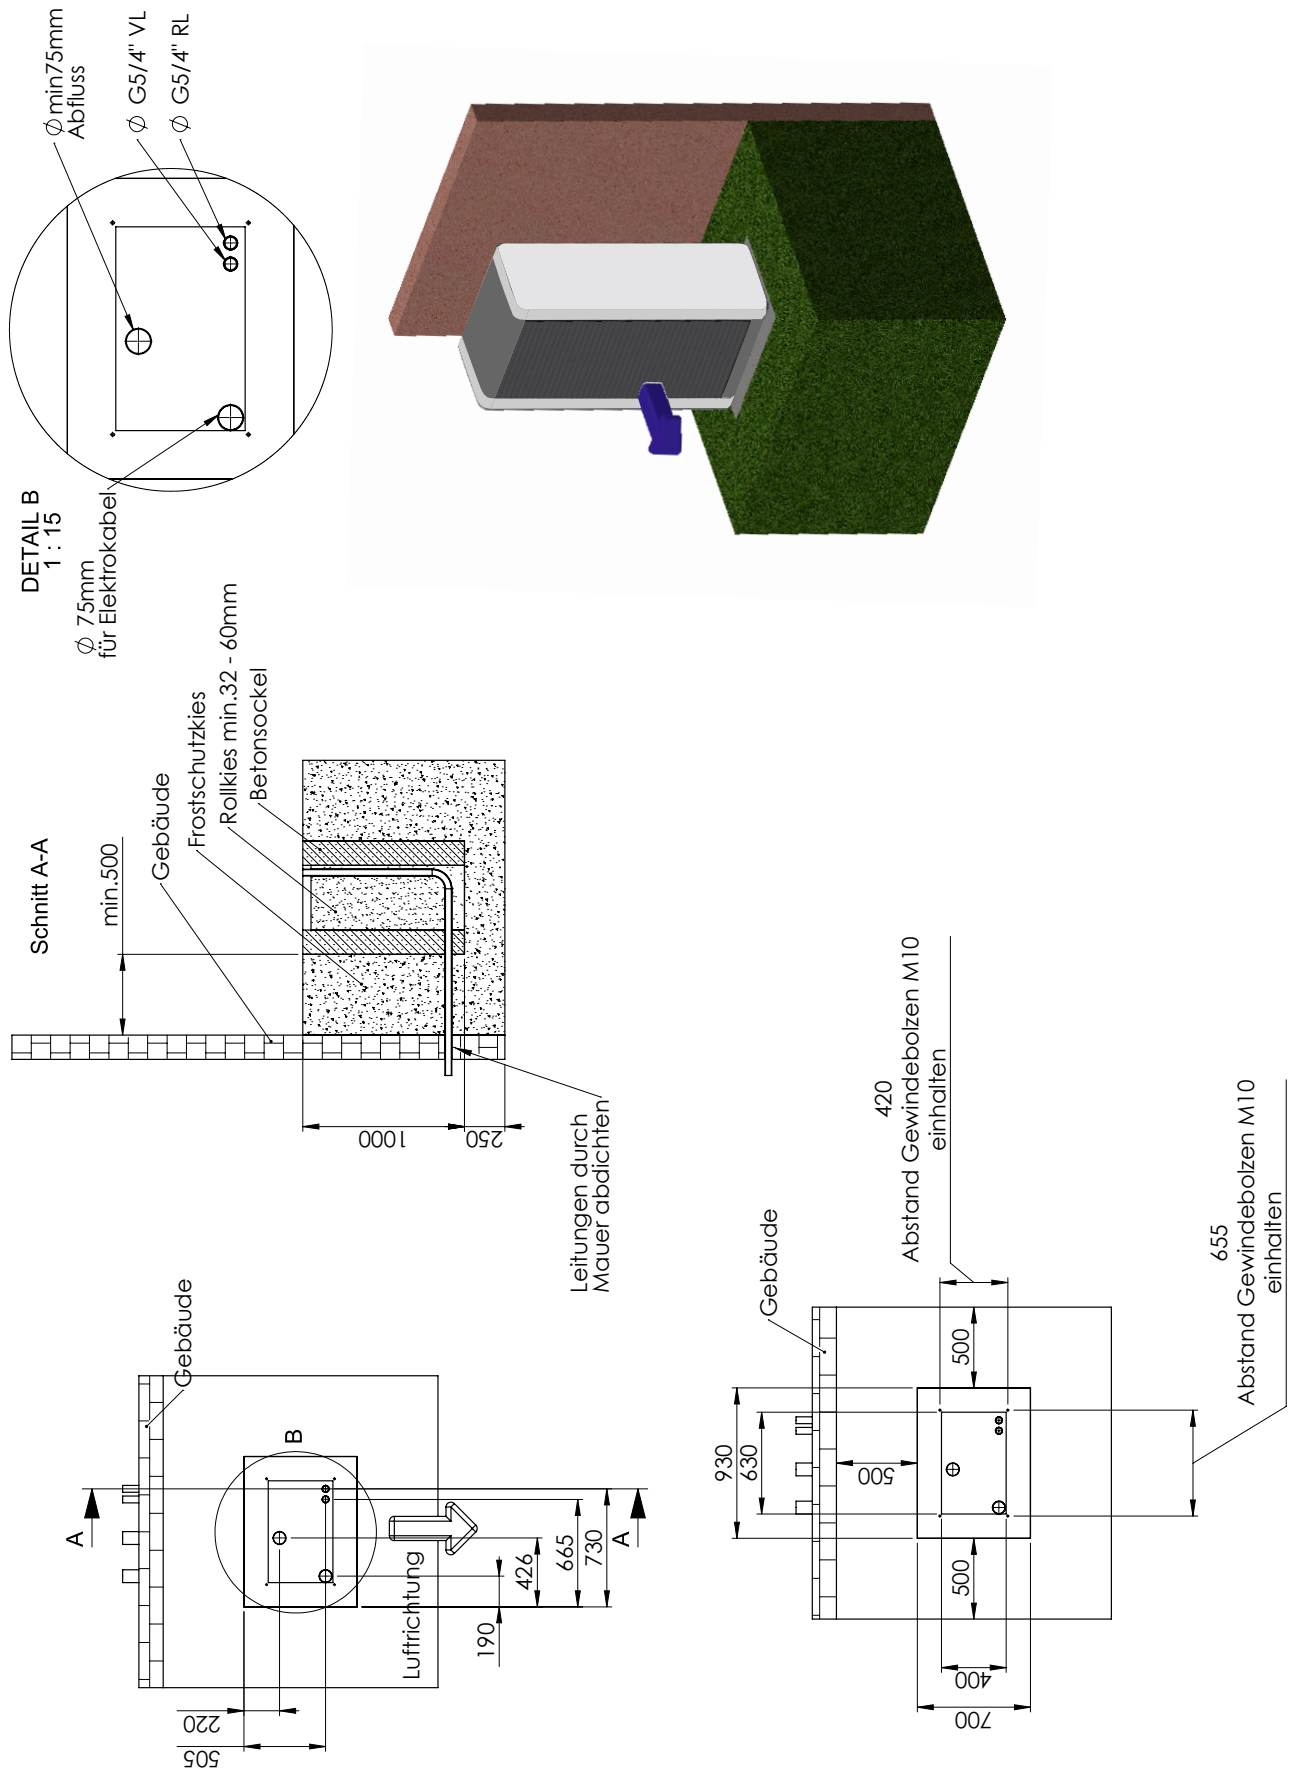 DETAIL B
1 : 15
Ø 75mm
für Elektrokabel
Ø min75mm
Abfluss
Ø G5/4" VL
Ø G5/4" RL
Schnitt A-A
min.500
Gebäude
Frostschutzkies
Rollkies min.32 - 60mm
Betonsockel
1000
250
Leitungen durch
Mauer abdichten
Gebäude
A
A
B
Luftrichtung
505
220
190
426
665
730
Gebäude
930
630
500
500
500
400
700
420
Abstand Gewindebolzen M10
einhalten
655
Abstand Gewindebolzen M10
einhalten